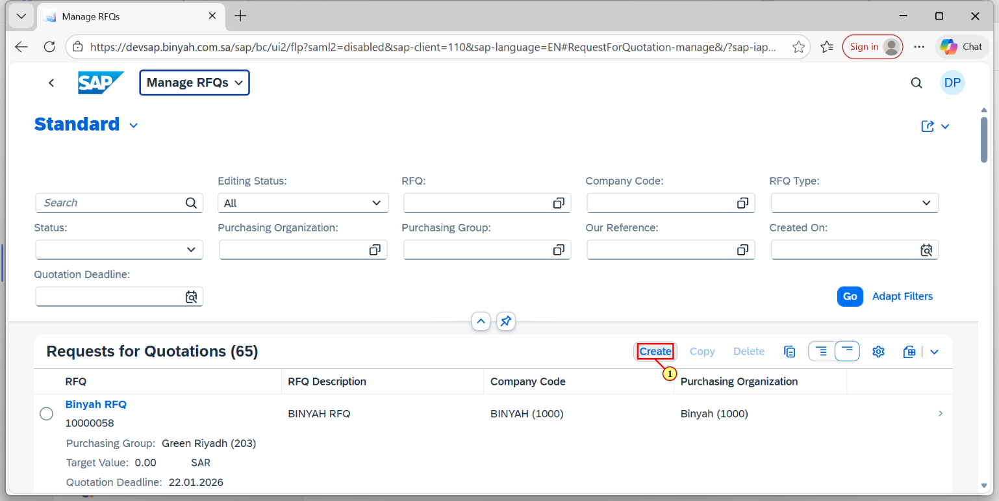 Manage RFQs
https://devsap.binyah.com.sa/sap/bc/ui2/flp?saml2=disabled&sap-client=110&sap-language=EN#RequestForQuotation-manage&/?sap-iap...
Sign in
Chat
SAP
Manage RFQs
DP
Standard
Editing Status:
RFQ:
Company Code:
RFQ Type:
Search
All
Status:
Purchasing Organization:
Purchasing Group:
Our Reference:
Created On:
Quotation Deadline:
Go
Adapt Filters
Requests for Quotations (65)
Create
Copy
Delete
1
RFQ
RFQ Description
Company Code
Purchasing Organization
Binyah RFQ
10000058
BINYAH RFQ
BINYAH (1000)
Binyah (1000)
Purchasing Group: Green Riyadh (203)
Target Value: 0.00 SAR
Quotation Deadline: 22.01.2026